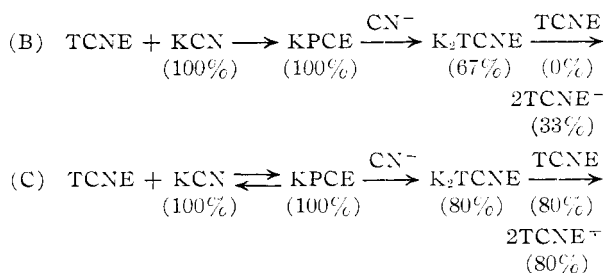 CN⁻ TCNE
(B) TCNE + KCN ⟶ KPCE ⟶ K₂TCNE ⟶
(100%) (100%) (67%) (0%)
2TCNE⁻
(33%)
CN⁻ TCNE
(C) TCNE + KCN ⇄ KPCE ⟶ K₂TCNE ⟶
(100%) (100%) (80%) (80%)
2TCNE⁻
(80%)